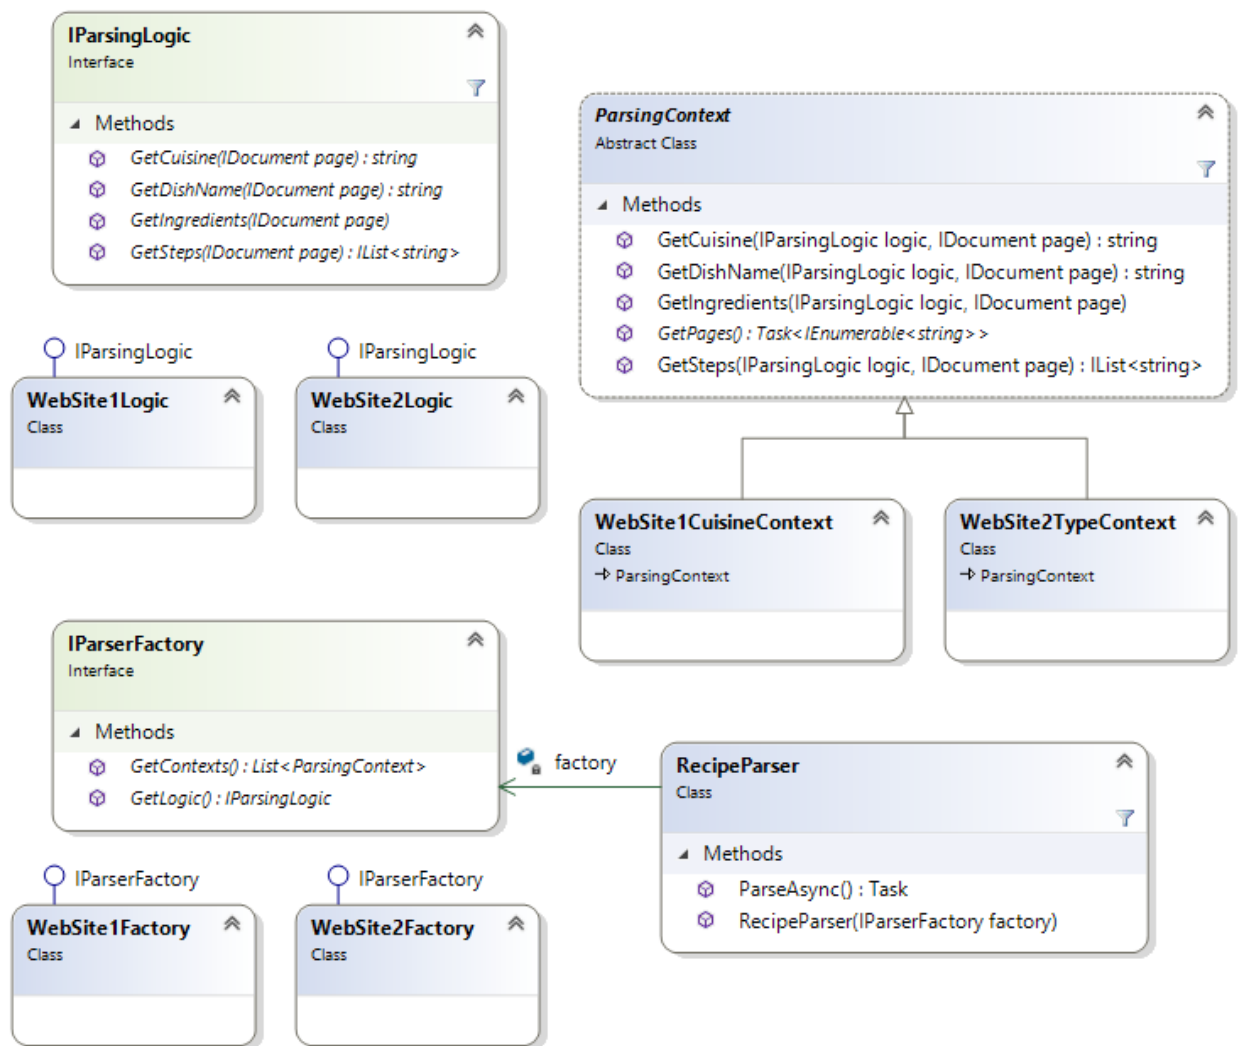 IParsingLogic
Interface
Methods
GetCuisine(IDocument page) : string
GetDishName(IDocument page) : string
GetIngredients(IDocument page)
GetSteps(IDocument page) : IList<string>
ParsingContext
Abstract Class
Methods
GetCuisine(IParsingLogic logic, IDocument page) : string
GetDishName(IParsingLogic logic, IDocument page) : string
GetIngredients(IParsingLogic logic, IDocument page)
GetPages() : Task<IEnumerable<string>>
GetSteps(IParsingLogic logic, IDocument page) : IList<string>
IParsingLogic
WebSite1Logic
Class
IParsingLogic
WebSite2Logic
Class
WebSite1CuisineContext
Class
ParsingContext
WebSite2TypeContext
Class
ParsingContext
IParserFactory
Interface
Methods
GetContexts() : List<ParsingContext>
GetLogic() : IParsingLogic
factory
RecipeParser
Class
Methods
ParseAsync() : Task
RecipeParser(IParserFactory factory)
IParserFactory
WebSite1Factory
Class
IParserFactory
WebSite2Factory
Class